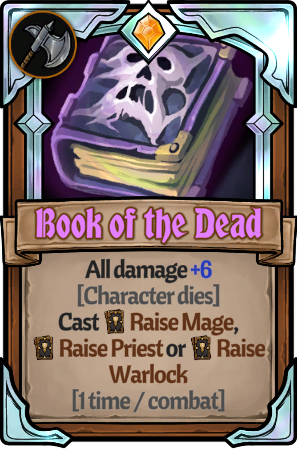 Book of the Dead
All damage +6
[Character dies]
Cast Raise Mage,
Raise Priest or Raise
Warlock
[1 time / combat]